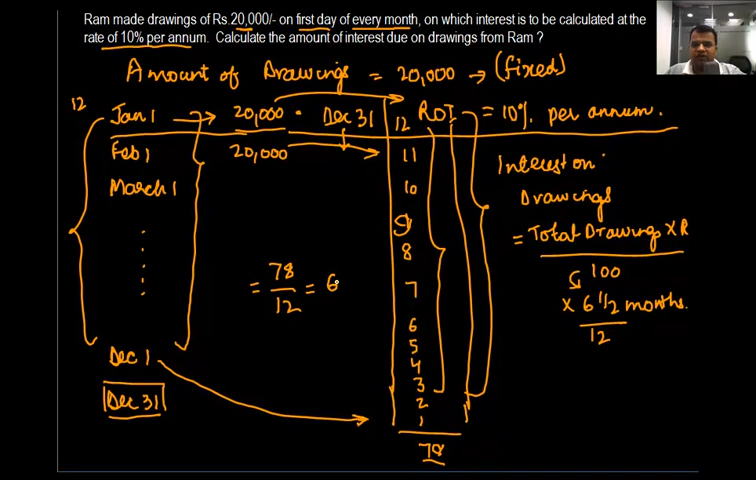 Ram made drawings of Rs.20,000/- on first day of every month, on which interest is to be calculated at the
rate of 10% per annum. Calculate the amount of interest due on drawings from Ram ?
Amount of Drawings = 20,000 → (fixed)
12
Jan 1 → 20,000 · Dec 31 12 ROI = 10% per annum.
Feb 1 20,000 11
March 1 10
9
8
7
6
5
4
3
2
1
78
Dec 1
Dec 31
= 78/12 = 6
Interest on
Drawings
= Total Drawings × R
100
× 6 1/2 months.
12